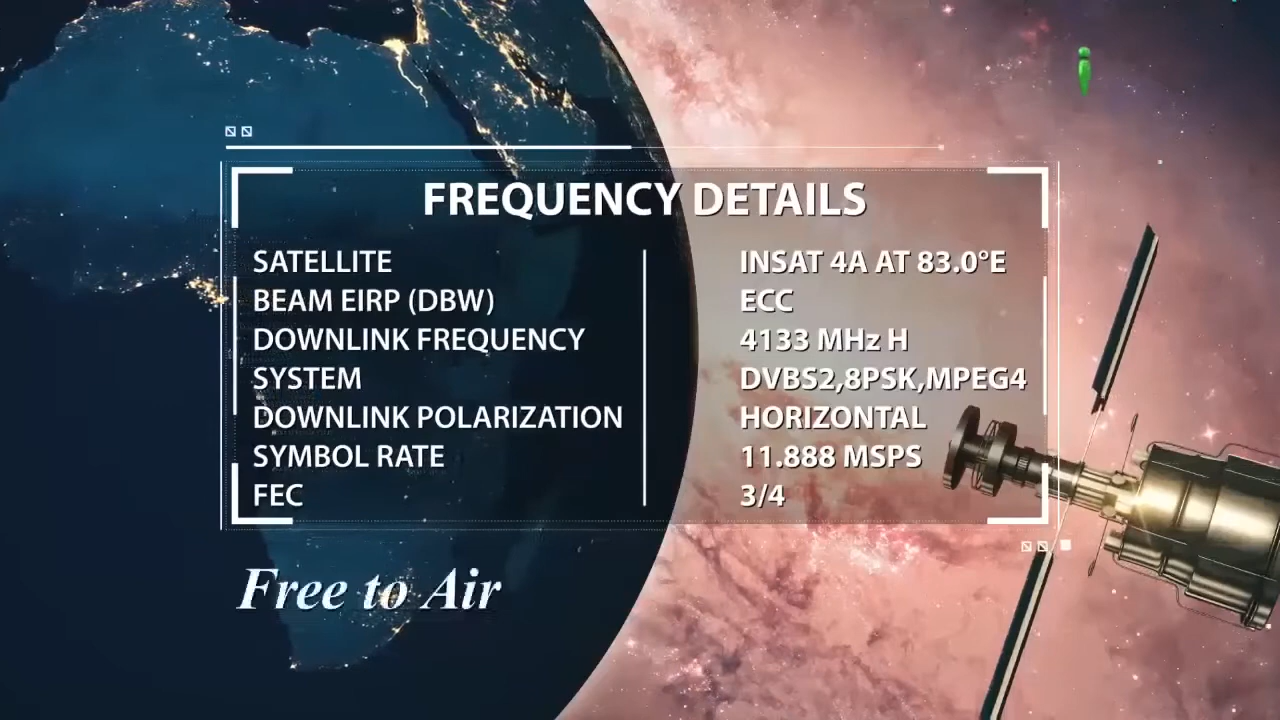 FREQUENCY DETAILS
SATELLITE INSAT 4A AT 83.0°E
BEAM EIRP (DBW) ECC
DOWNLINK FREQUENCY 4133 MHz H
SYSTEM DVBS2,8PSK,MPEG4
DOWNLINK POLARIZATION HORIZONTAL
SYMBOL RATE 11.888 MSPS
FEC 3/4
Free to Air